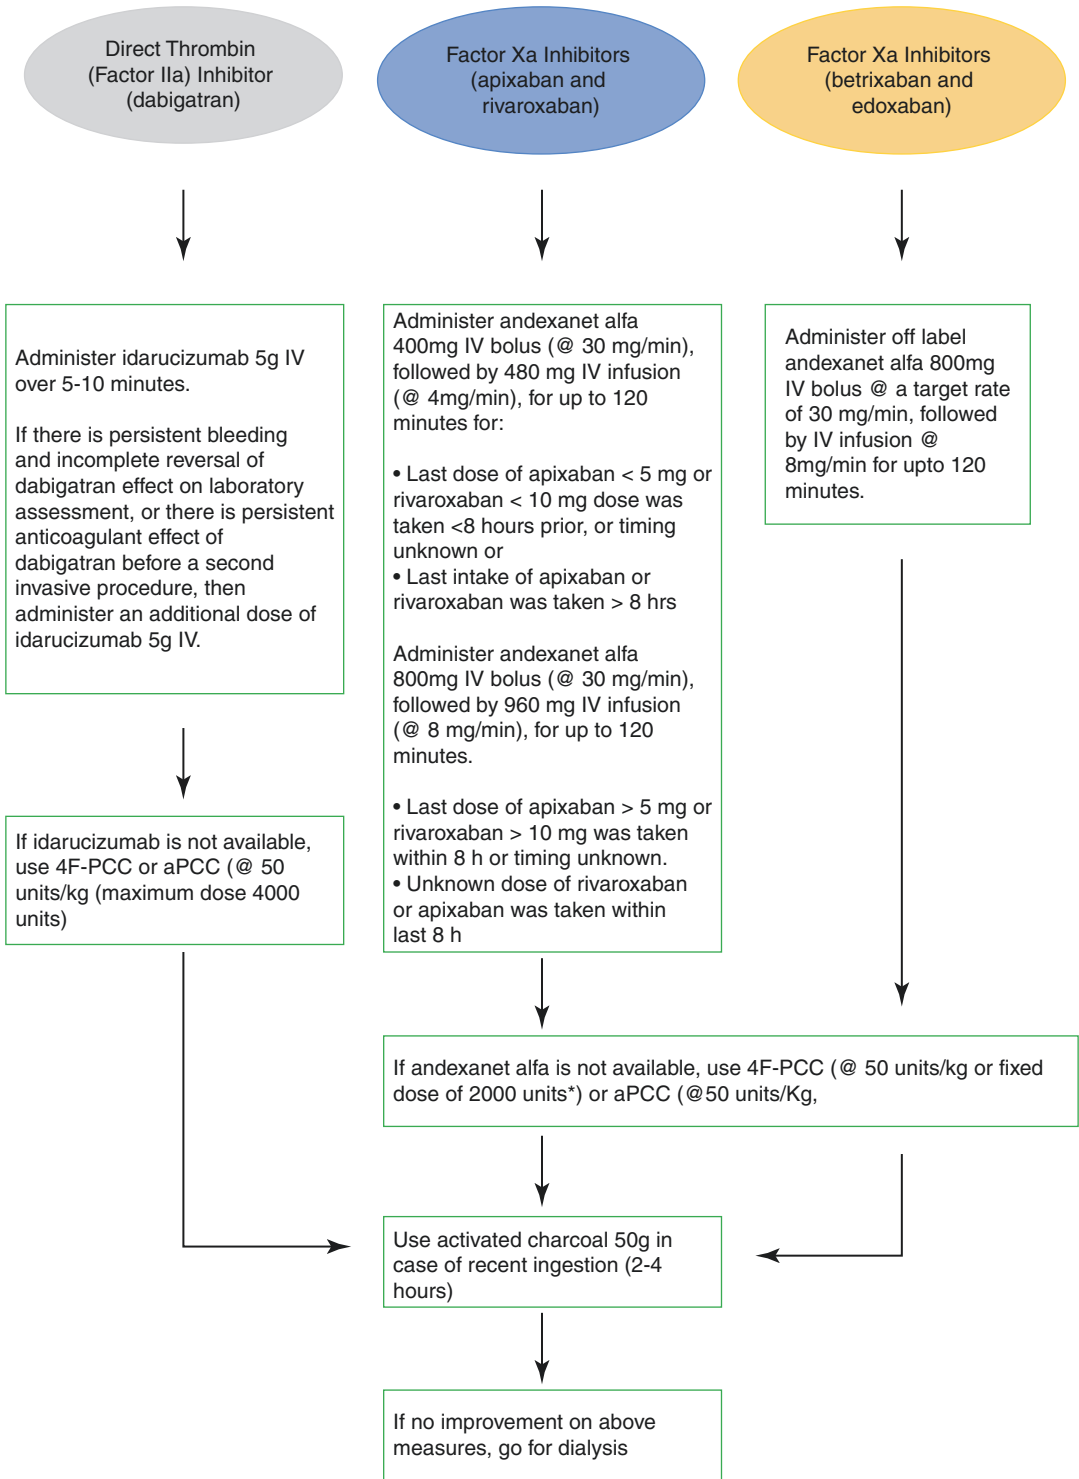 Direct Thrombin
(Factor IIa) Inhibitor
(dabigatran)
Factor Xa Inhibitors
(apixaban and
rivaroxaban)
Factor Xa Inhibitors
(betrixaban and
edoxaban)
Administer idarucizumab 5g IV
over 5-10 minutes.
If there is persistent bleeding
and incomplete reversal of
dabigatran effect on laboratory
assessment, or there is persistent
anticoagulant effect of
dabigatran before a second
invasive procedure, then
administer an additional dose of
idarucizumab 5g IV.
Administer andexanet alfa
400mg IV bolus (@ 30 mg/min),
followed by 480 mg IV infusion
(@ 4mg/min), for up to 120
minutes for:
• Last dose of apixaban < 5 mg or
rivaroxaban < 10 mg dose was
taken <8 hours prior, or timing
unknown or
• Last intake of apixaban or
rivaroxaban was taken > 8 hrs
Administer andexanet alfa
800mg IV bolus (@ 30 mg/min),
followed by 960 mg IV infusion
(@ 8 mg/min), for up to 120
minutes.
• Last dose of apixaban > 5 mg or
rivaroxaban > 10 mg was taken
within 8 h or timing unknown.
• Unknown dose of rivaroxaban
or apixaban was taken within
last 8 h
Administer off label
andexanet alfa 800mg
IV bolus @ a target rate
of 30 mg/min, followed
by IV infusion @
8mg/min for upto 120
minutes.
If idarucizumab is not available,
use 4F-PCC or aPCC (@ 50
units/kg (maximum dose 4000
units)
If andexanet alfa is not available, use 4F-PCC (@ 50 units/kg or fixed
dose of 2000 units*) or aPCC (@50 units/Kg,
Use activated charcoal 50g in
case of recent ingestion (2-4
hours)
If no improvement on above
measures, go for dialysis